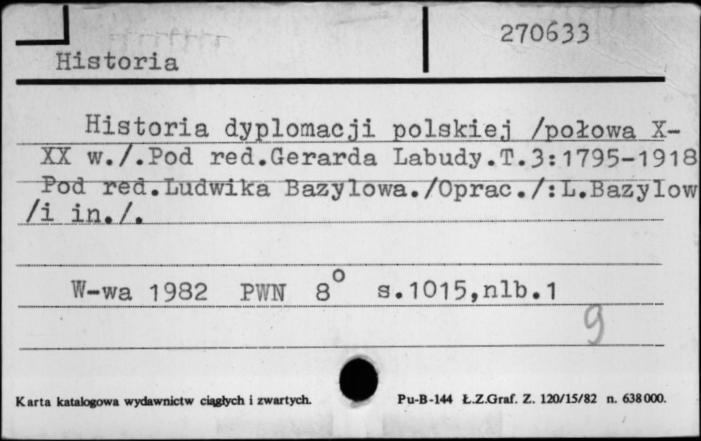 270633
Historia
Historia dyplomacji polskiej /połowa X-
XX w./.Pod red.Gerarda Labudy.T.3:1795-1918
Pod red.Ludwika Bazylowa./Oprac./:L.Bazylow
/i in./.
W-wa 1982 PWN 8° s.1015,nlb.1
9
Karta katalogowa wydawnictw ciągłych i zwartych. Pu-B-144 Ł.Z.Graf. Z. 120/15/82 n. 638000.